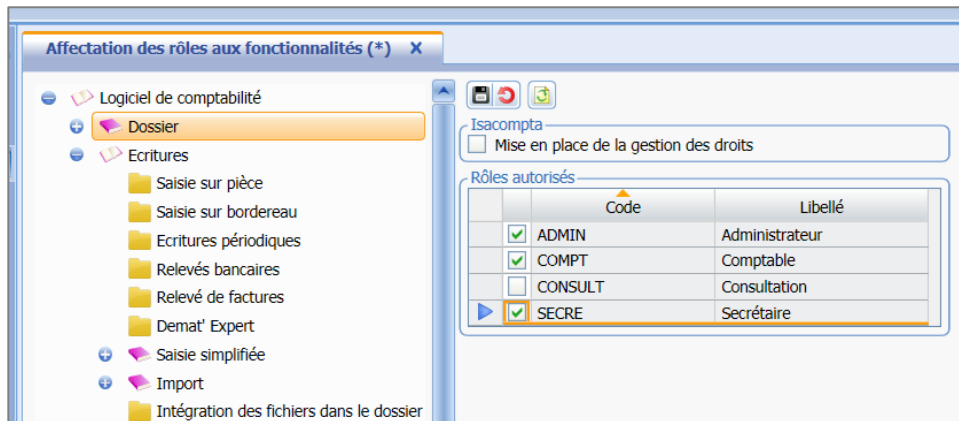 Affectation des rôles aux fonctionnalités (*) X
Logiciel de comptabilité
Dossier
Ecritures
Saisie sur pièce
Saisie sur bordereau
Ecritures périodiques
Relevés bancaires
Relevé de factures
Demat' Expert
Saisie simplifiée
Import
Intégration des fichiers dans le dossier
Isacompta
Mise en place de la gestion des droits
Rôles autorisés
Code Libellé
ADMIN Administrateur
COMPT Comptable
CONSULT Consultation
SECRE Secrétaire